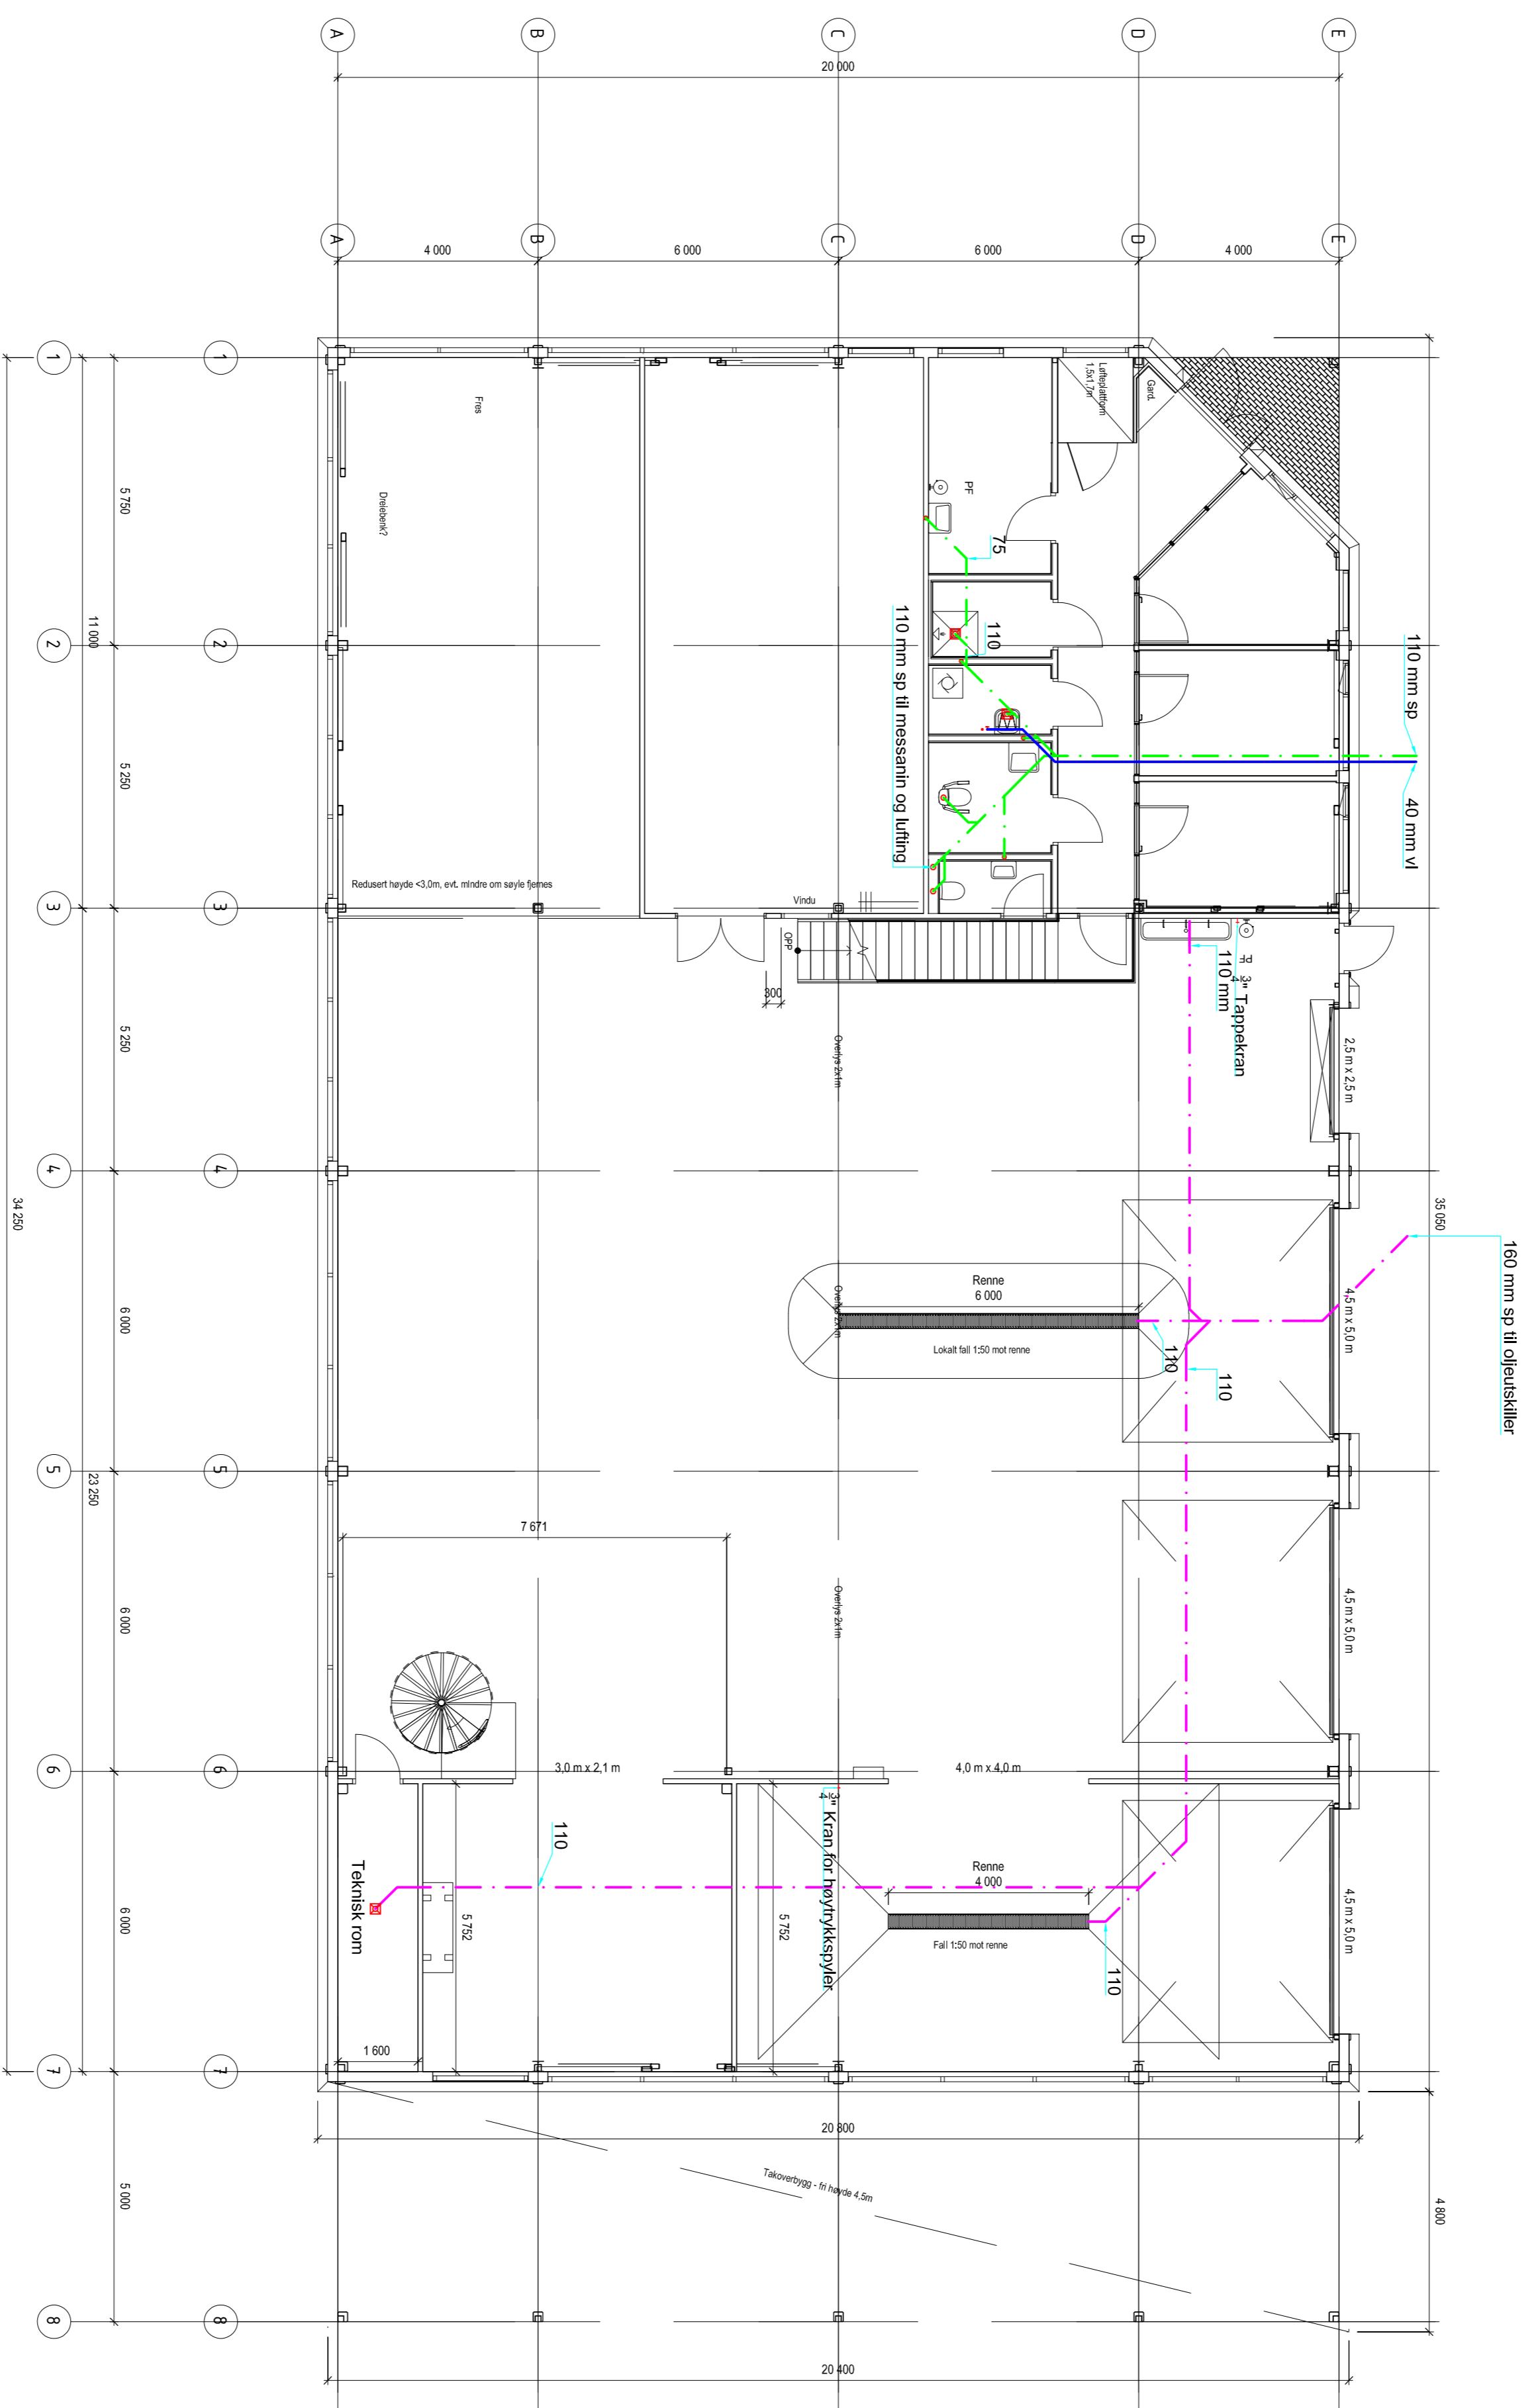 A
B
C
D
E
20 000
A
B
C
D
E
4 000
6 000
6 000
4 000
1
1
Fres
Dreiebenk?
PF
Løfteplattform
1,5x1,7m
Gard.
75
110
110 mm sp til messanin og lufting
110 mm sp
40 mm vl
5 750
11 000
2
2
5 250
Redusert høyde <3,0m, evt. mindre om søyle fjernes
Vindu
3
3
OPP
300
PF
110 mm
3/4" Tappekran
2,5 m x 2,5 m
5 250
Overlys 2x1m
4
4
34 250
35 050
160 mm sp til oljeutskiller
Renne
6 000
Overlys 2x1m
Lokalt fall 1:50 mot renne
110
110
4,5 m x 5,0 m
6 000
5
5
23 250
7 671
Overlys 2x1m
4,5 m x 5,0 m
6 000
6
6
3,0 m x 2,1 m
4,0 m x 4,0 m
3/4" Kran for høytrykkspyler
110
Teknisk rom
5 752
5 752
Renne
4 000
Fall 1:50 mot renne
110
4,5 m x 5,0 m
6 000
1 600
7
7
20 800
Takoverbygg - fri høyde 4,5m
5 000
4 800
8
8
20 400